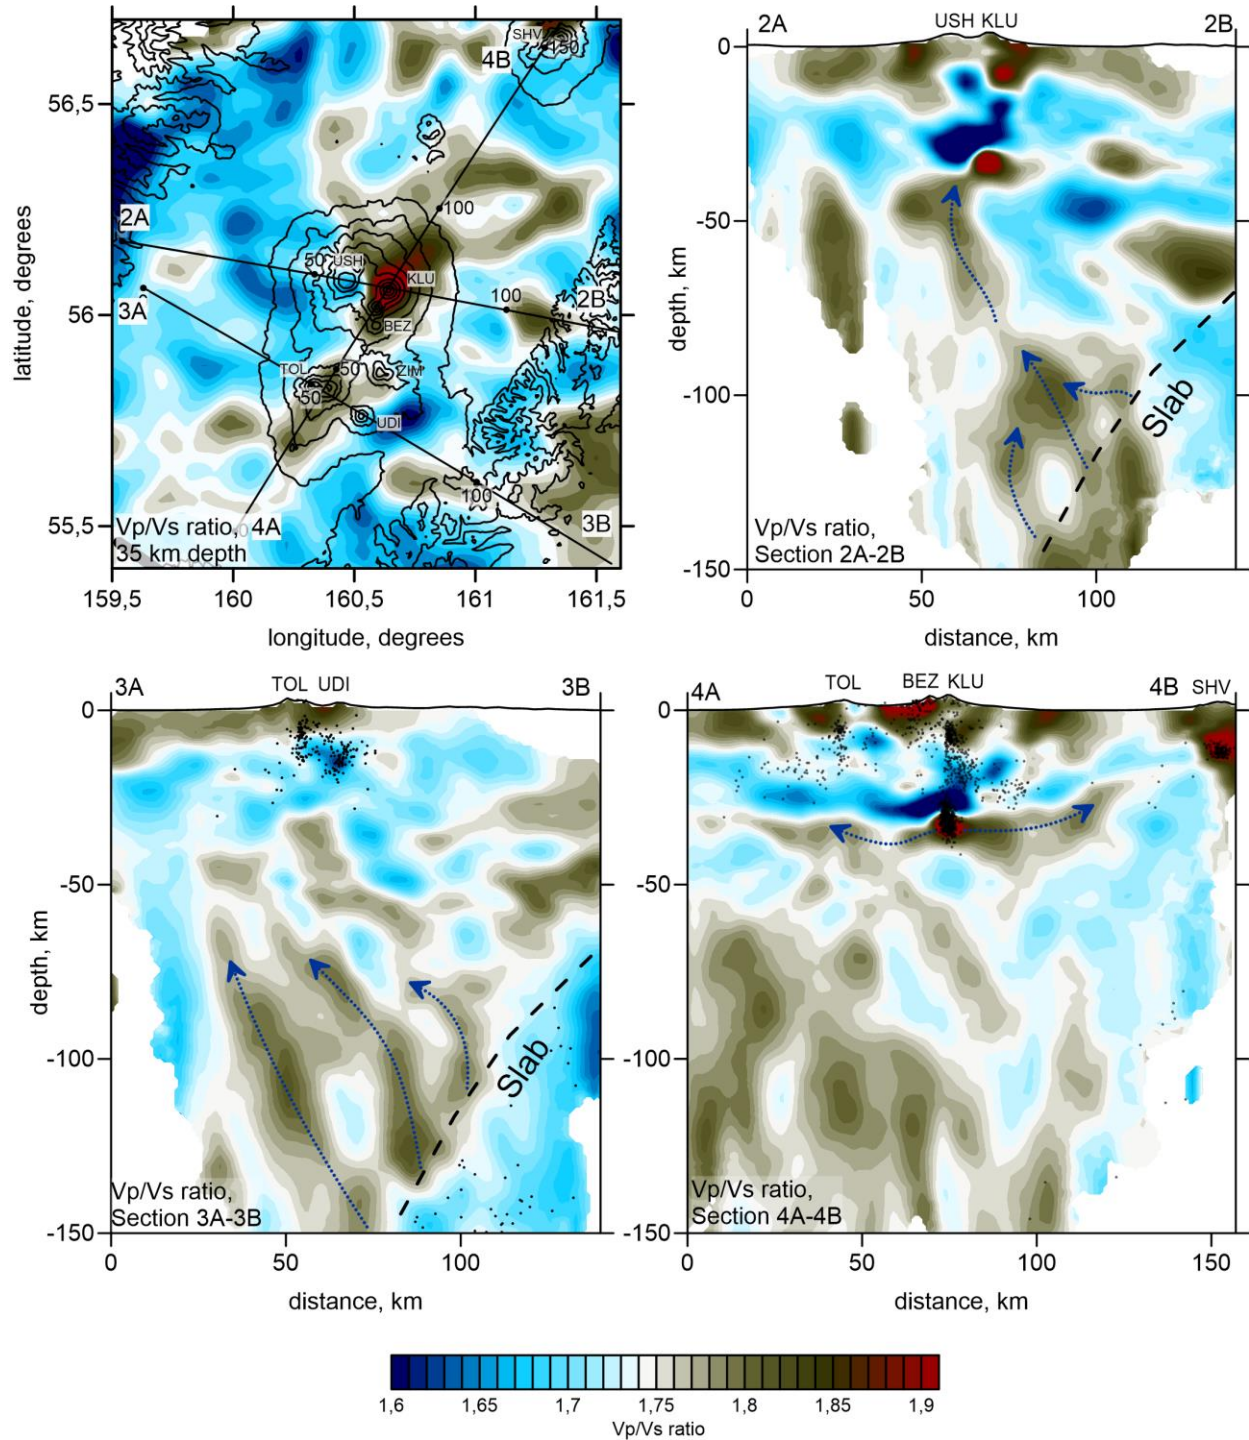 SHV
150
4B
56,5
2A
100
50
USH
KLU
56
3A
100
2B
BEZ
TOL
50
ZIM
50
UDI
100
3B
55,5
Vp/Vs ratio, 4A
35 km depth
159,5 160 160,5 161 161,5
longitude, degrees
latitude, degrees
2A USH KLU 2B
0
-50
-100
-150
depth, km
Slab
Vp/Vs ratio,
Section 2A-2B
0 50 100
distance, km
3A TOL UDI 3B
0
-50
-100
-150
depth, km
Slab
Vp/Vs ratio,
Section 3A-3B
0 50 100
distance, km
4A TOL BEZ KLU 4B SHV
0
-50
-100
-150
Vp/Vs ratio,
Section 4A-4B
0 50 100 150
distance, km
1,6 1,65 1,7 1,75 1,8 1,85 1,9
Vp/Vs ratio